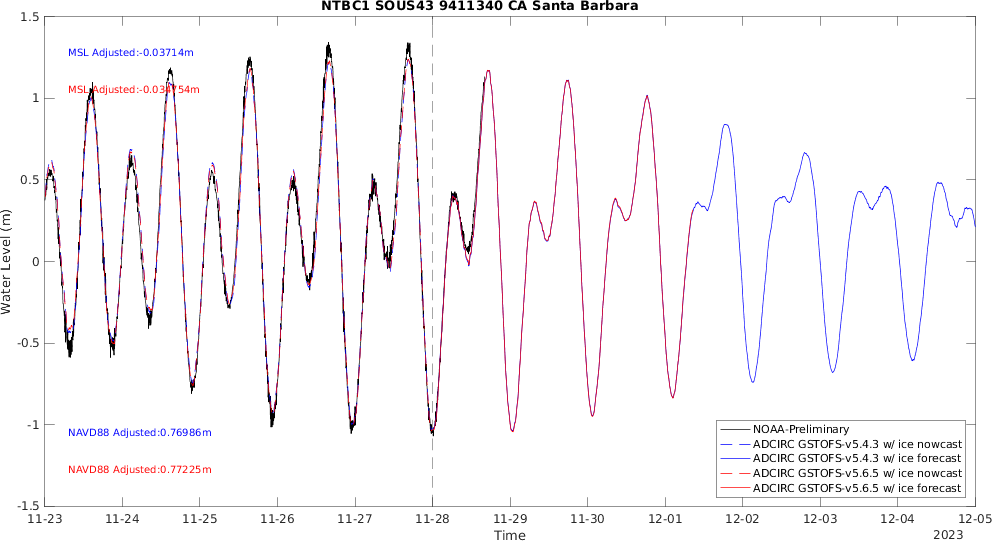 NTBC1 SOUS43 9411340 CA Santa Barbara
1.5
1
0.5
0
-0.5
-1
-1.5
Water Level (m)
MSL Adjusted:-0.03714m
MSL Adjusted:-0.034754m
NAVD88 Adjusted:0.76986m
NAVD88 Adjusted:0.77225m
NOAA-Preliminary
ADCIRC GSTOFS-v5.4.3 w/ ice nowcast
ADCIRC GSTOFS-v5.4.3 w/ ice forecast
ADCIRC GSTOFS-v5.6.5 w/ ice nowcast
ADCIRC GSTOFS-v5.6.5 w/ ice forecast
11-23 11-24 11-25 11-26 11-27 11-28 11-29 11-30 12-01 12-02 12-03 12-04 12-05
Time
2023